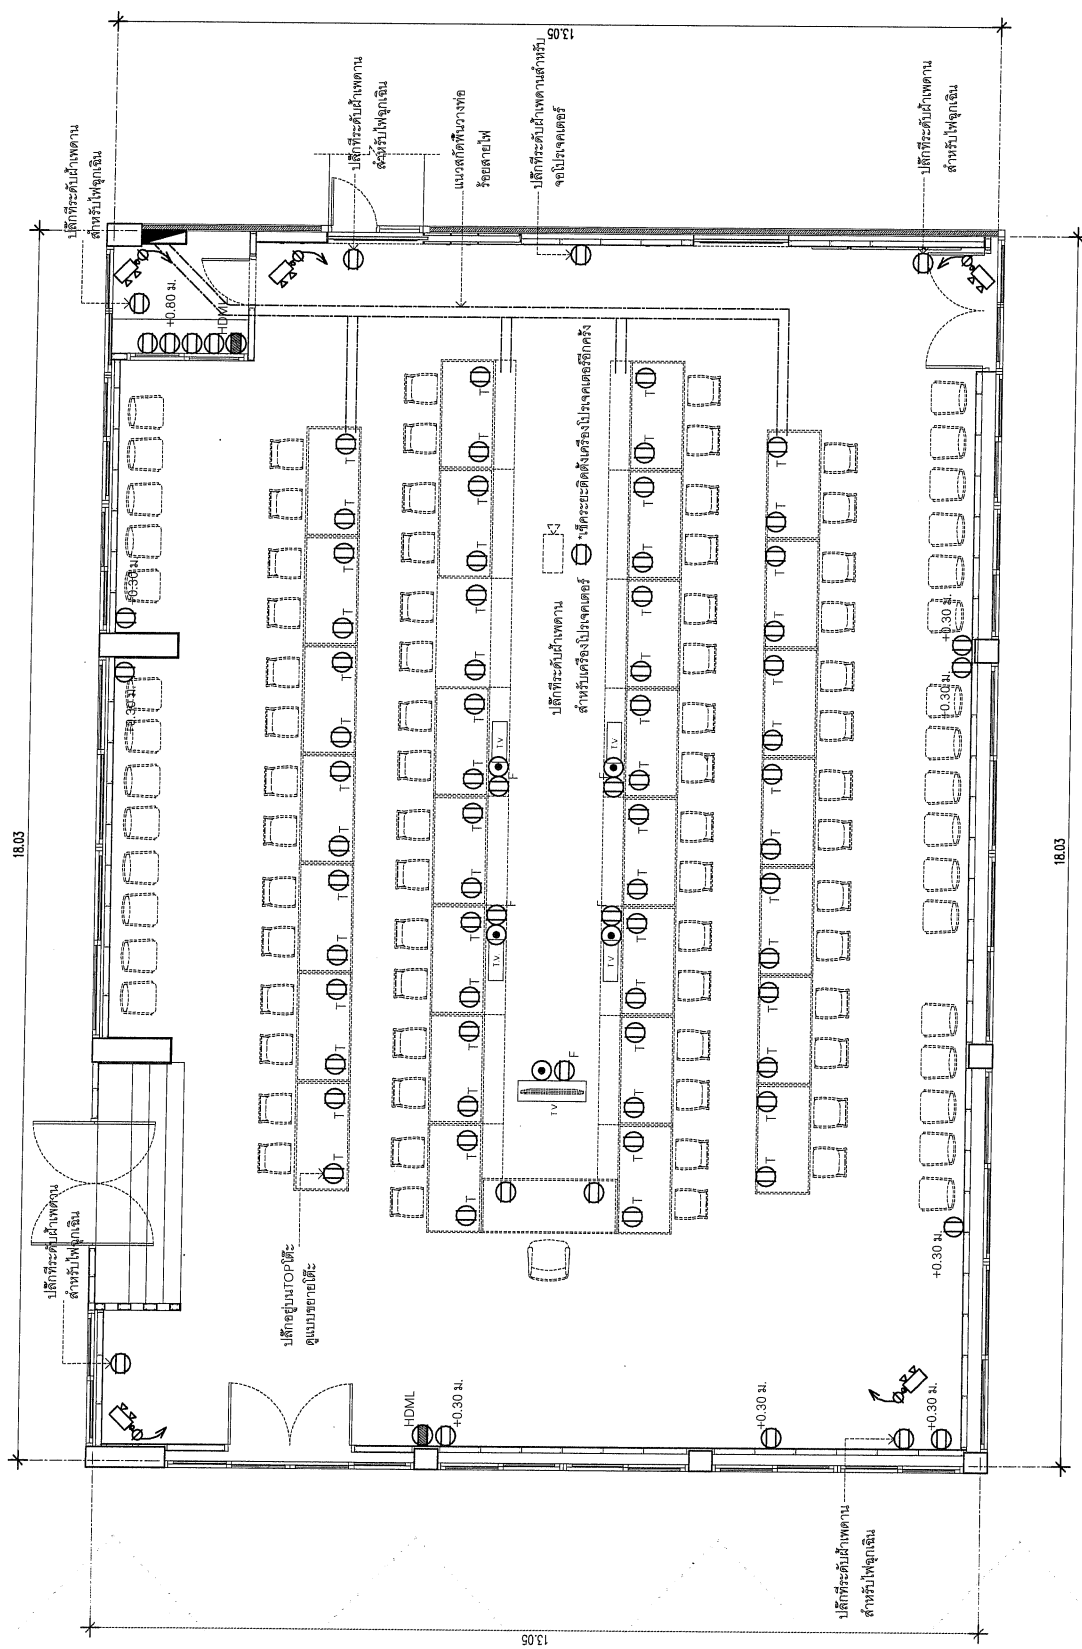 13.05
18.03
ปลั๊กที่ระดับฝ้าเพดาน
สำหรับไฟฉุกเฉิน
ปลั๊กที่ระดับฝ้าเพดาน
สำหรับไฟฉุกเฉิน
แนวสกัดพื้นวางท่อ
ร้อยสายไฟ
ปลั๊กที่ระดับฝ้าเพดานสำหรับ
จอโปรเจคเตอร์
ปลั๊กที่ระดับฝ้าเพดาน
สำหรับไฟฉุกเฉิน
+0.80 ม.
+0.30 ม.
+0.30 ม.
*เช็คระยะติดตั้งเครื่องโปรเจคเตอร์อีกครั้ง
ปลั๊กที่ระดับฝ้าเพดาน
สำหรับเครื่องโปรเจคเตอร์
T T T T T T T T
T T T T T T T T
T T T T T T T T
T T T T T T T T
T T T T T T T T
T T T T T T T T
T T T T T T T T
T T T T
TV
F
TV
F
TV
F
TV
F
TV
F
+0.30 ม.
+0.30 ม.
+0.30 ม.
ปลั๊กที่ระดับฝ้าเพดาน
สำหรับไฟฉุกเฉิน
ปลั๊กอยู่บนTOPโต๊ะ
ดูแบบขยายโต๊ะ
HDML
+0.30 ม.
+0.30 ม.
+0.30 ม.
ปลั๊กที่ระดับฝ้าเพดาน
สำหรับไฟฉุกเฉิน
18.03
13.05